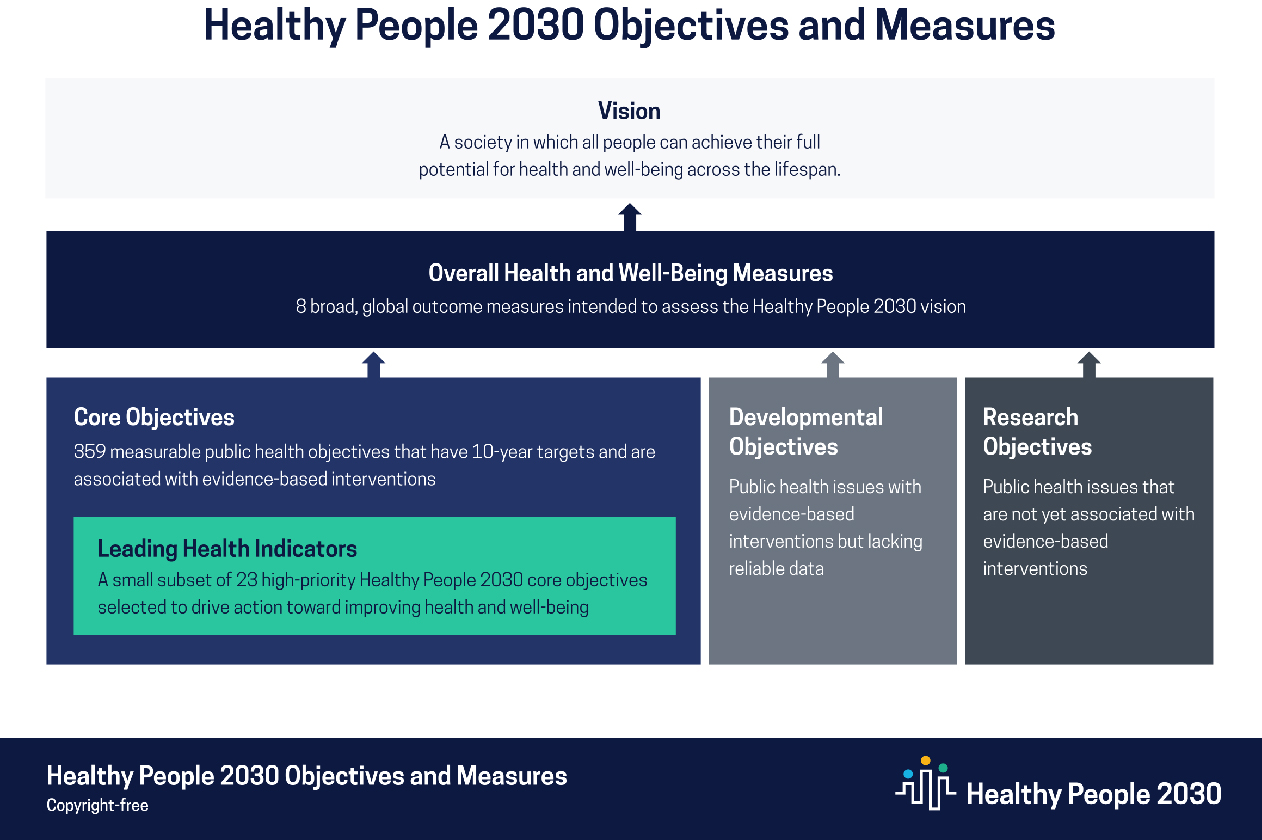 Healthy People 2030 Objectives and Measures
Vision
A society in which all people can achieve their full
potential for health and well-being across the lifespan.
Overall Health and Well-Being Measures
8 broad, global outcome measures intended to assess the Healthy People 2030 vision
Core Objectives
359 measurable public health objectives that have 10-year targets and are
associated with evidence-based interventions
Leading Health Indicators
A small subset of 23 high-priority Healthy People 2030 core objectives
selected to drive action toward improving health and well-being
Developmental
Objectives
Public health issues with
evidence-based
interventions but lacking
reliable data
Research
Objectives
Public health issues that
are not yet associated with
evidence-based
interventions
Healthy People 2030 Objectives and Measures
Copyright-free
Healthy People 2030